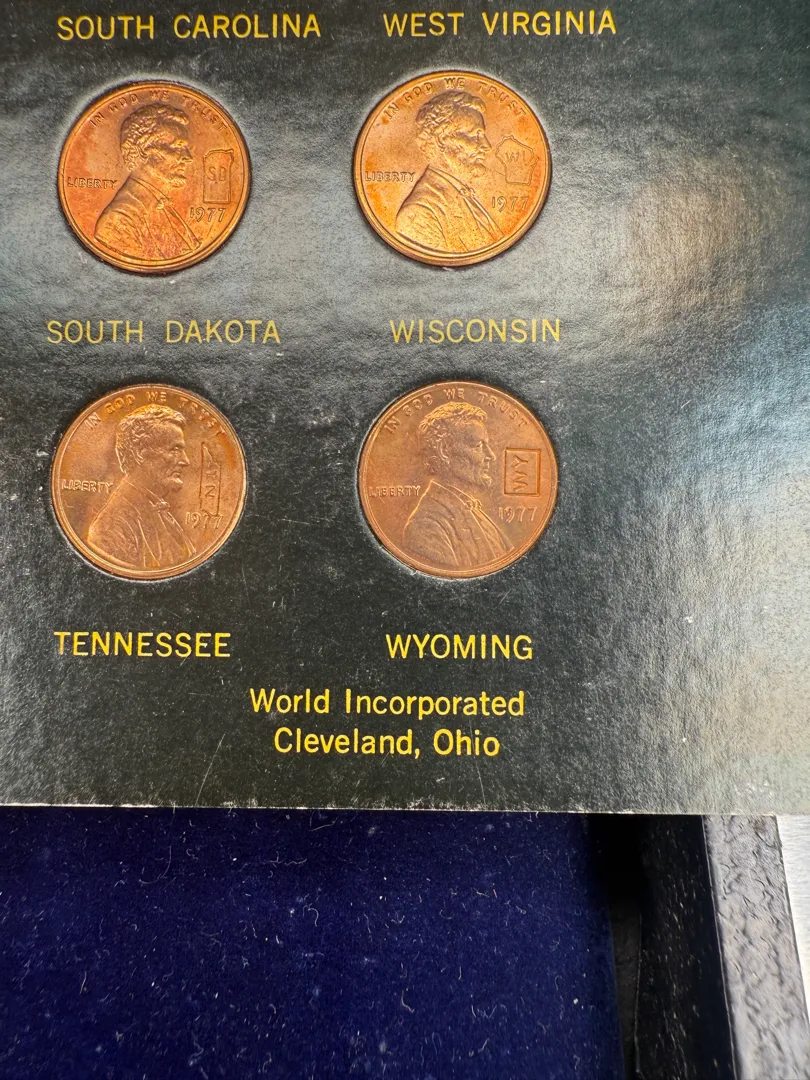 SOUTH CAROLINA WEST VIRGINIA
IN GOD WE TRUST
LIBERTY
SD
1977
IN GOD WE TRUST
LIBERTY
WI
1977
SOUTH DAKOTA WISCONSIN
IN GOD WE TRUST
LIBERTY
TN
1977
IN GOD WE TRUST
LIBERTY
WY
1977
TENNESSEE WYOMING
World Incorporated
Cleveland, Ohio